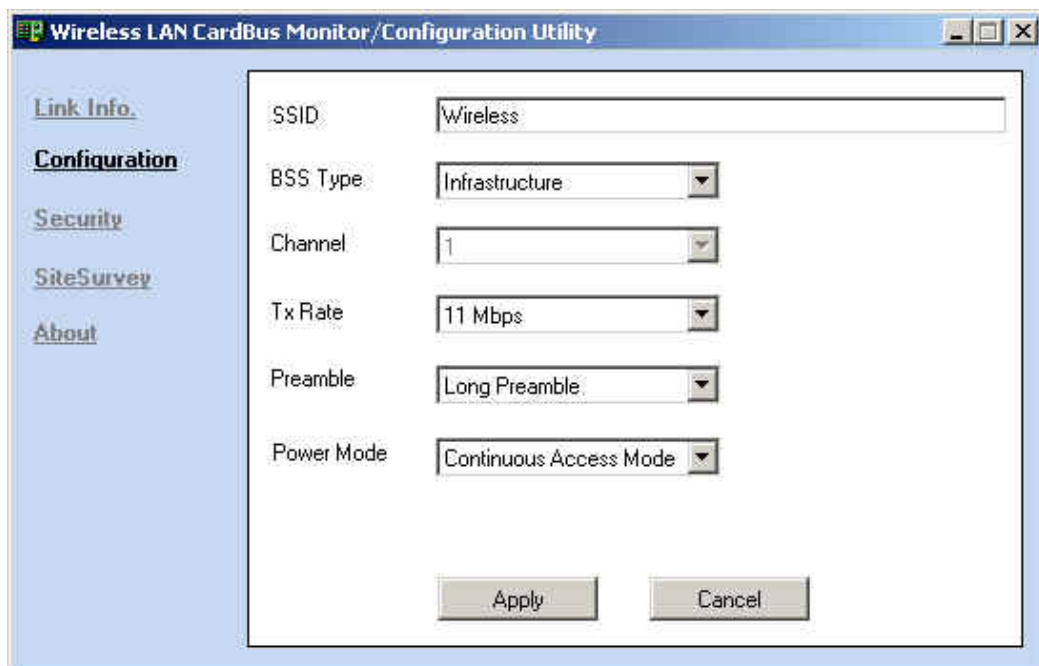 Wireless LAN CardBus Monitor/Configuration Utility
Link Info.
Configuration
Security
SiteSurvey
About
SSID Wireless
BSS Type Infrastructure
Channel 1
Tx Rate 11 Mbps
Preamble Long Preamble
Power Mode Continuous Access Mode
Apply Cancel